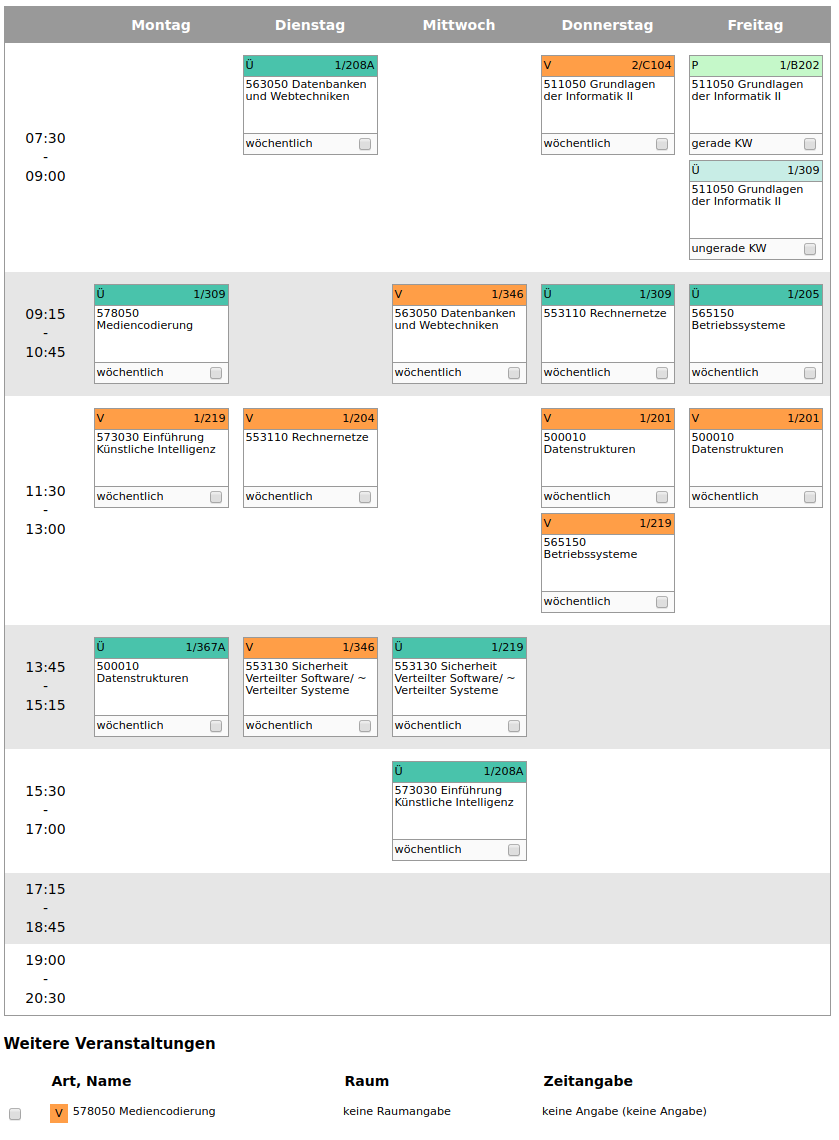 Montag Dienstag Mittwoch Donnerstag Freitag
07:30
-
09:00
Ü 1/208A
563050 Datenbanken
und Webtechniken
wöchentlich
V 2/C104
511050 Grundlagen
der Informatik II
wöchentlich
P 1/B202
511050 Grundlagen
der Informatik II
gerade KW
Ü 1/309
511050 Grundlagen
der Informatik II
ungerade KW
09:15
-
10:45
Ü 1/309
578050
Mediencodierung
wöchentlich
V 1/346
563050 Datenbanken
und Webtechniken
wöchentlich
Ü 1/309
553110 Rechnernetze
wöchentlich
Ü 1/205
565150
Betriebssysteme
wöchentlich
11:30
-
13:00
V 1/219
573030 Einführung
Künstliche Intelligenz
wöchentlich
V 1/204
553110 Rechnernetze
wöchentlich
V 1/201
500010
Datenstrukturen
wöchentlich
V 1/219
565150
Betriebssysteme
wöchentlich
V 1/201
500010
Datenstrukturen
wöchentlich
13:45
-
15:15
Ü 1/367A
500010
Datenstrukturen
wöchentlich
V 1/346
553130 Sicherheit
Verteilter Software/ ~
Verteilter Systeme
wöchentlich
Ü 1/219
553130 Sicherheit
Verteilter Software/ ~
Verteilter Systeme
wöchentlich
15:30
-
17:00
Ü 1/208A
573030 Einführung
Künstliche Intelligenz
wöchentlich
17:15
-
18:45
19:00
-
20:30
Weitere Veranstaltungen
Art, Name Raum Zeitangabe
V 578050 Mediencodierung keine Raumangabe keine Angabe (keine Angabe)